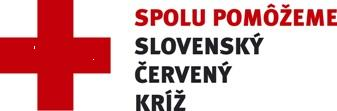 SPOLU POMÔŽEME
SLOVENSKÝ
ČERVENÝ
KRÍŽ